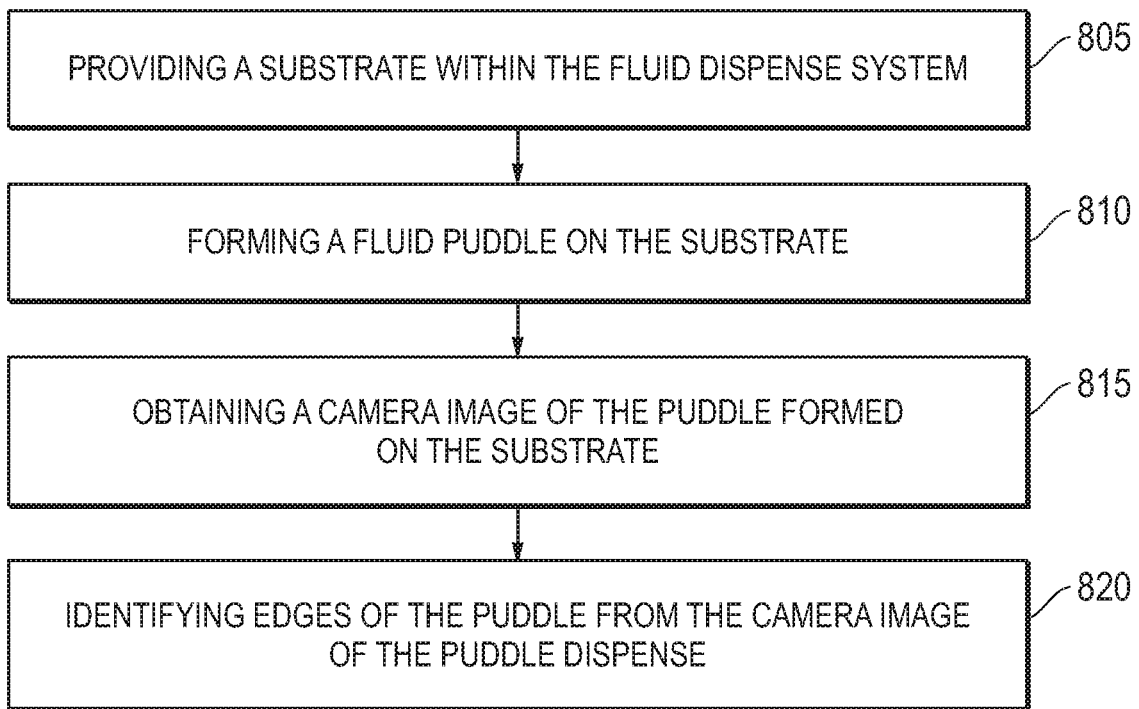 PROVIDING A SUBSTRATE WITHIN THE FLUID DISPENSE SYSTEM
805
FORMING A FLUID PUDDLE ON THE SUBSTRATE
810
OBTAINING A CAMERA IMAGE OF THE PUDDLE FORMED
ON THE SUBSTRATE
815
IDENTIFYING EDGES OF THE PUDDLE FROM THE CAMERA IMAGE
OF THE PUDDLE DISPENSE
820